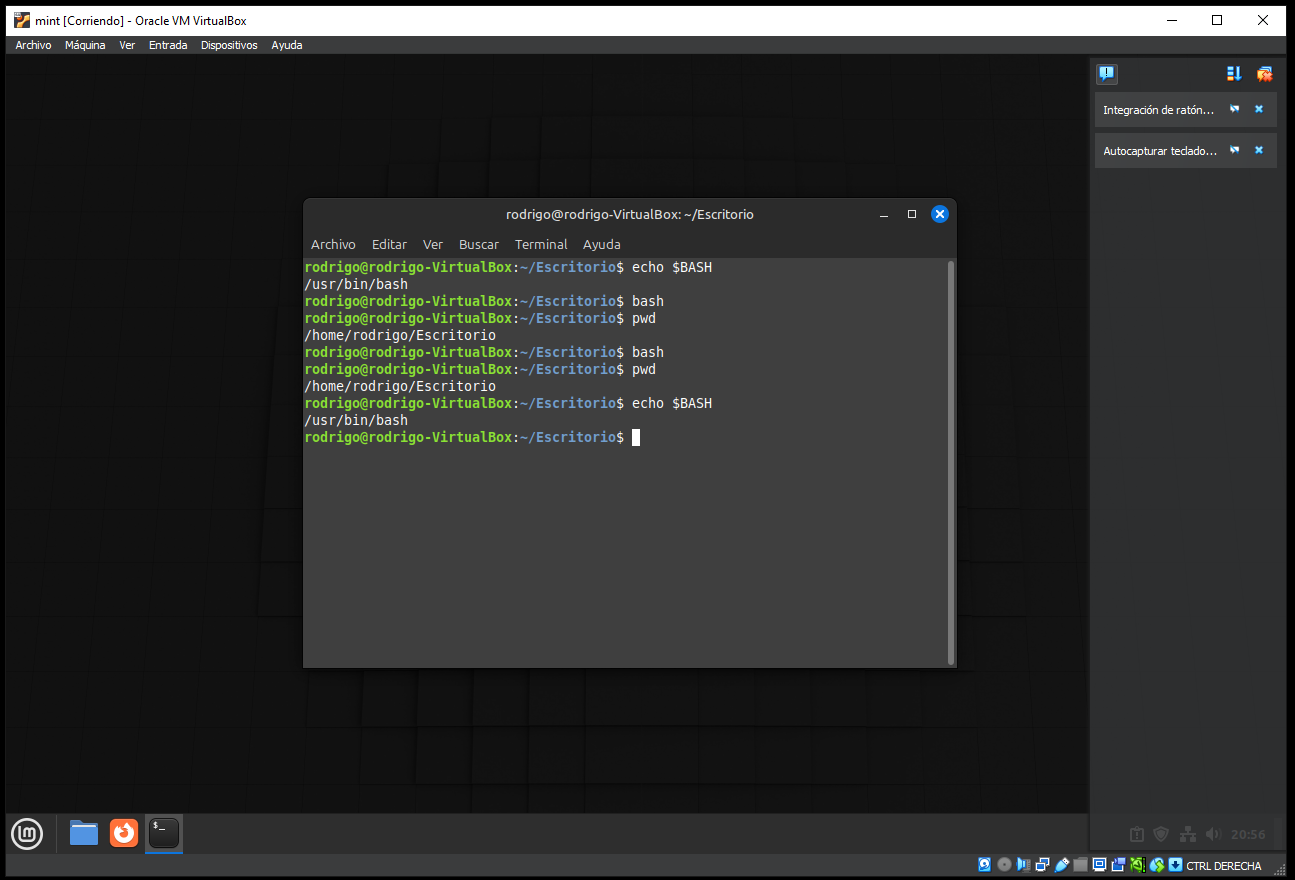 mint [Corriendo] - Oracle VM VirtualBox
Archivo Máquina Ver Entrada Dispositivos Ayuda
Integración de ratón...
Autocapturar teclado...
rodrigo@rodrigo-VirtualBox: ~/Escritorio
Archivo Editar Ver Buscar Terminal Ayuda
rodrigo@rodrigo-VirtualBox:~/Escritorio$ echo $BASH
/usr/bin/bash
rodrigo@rodrigo-VirtualBox:~/Escritorio$ bash
rodrigo@rodrigo-VirtualBox:~/Escritorio$ pwd
/home/rodrigo/Escritorio
rodrigo@rodrigo-VirtualBox:~/Escritorio$ bash
rodrigo@rodrigo-VirtualBox:~/Escritorio$ pwd
/home/rodrigo/Escritorio
rodrigo@rodrigo-VirtualBox:~/Escritorio$ echo $BASH
/usr/bin/bash
rodrigo@rodrigo-VirtualBox:~/Escritorio$
$_
20:56
CTRL DERECHA